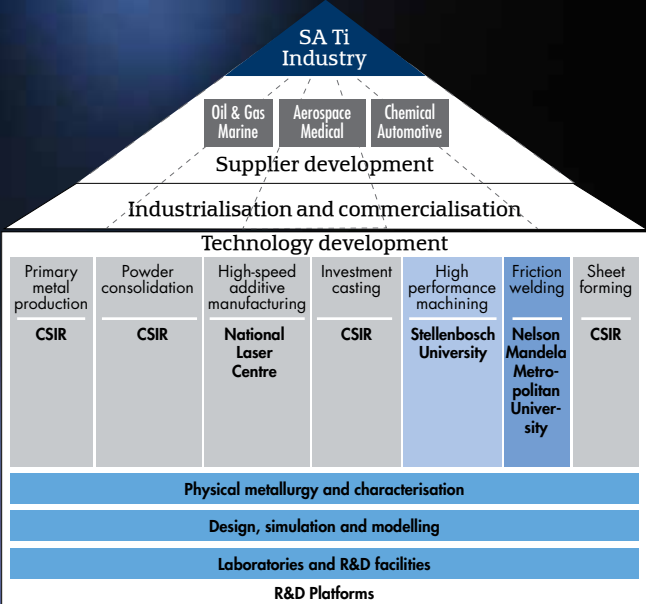 SA Ti
Industry
Oil & Gas
Marine
Aerospace
Medical
Chemical
Automotive
Supplier development
Industrialisation and commercialisation
Technology development
Primary
metal
production
CSIR
Powder
consolidation
CSIR
High-speed
additive
manufacturing
National
Laser
Centre
Investment
casting
CSIR
High
performance
machining
Stellenbosch
University
Friction
welding
Nelson
Mandela
Metro-
politan
Univer-
sity
Sheet
forming
CSIR
Physical metallurgy and characterisation
Design, simulation and modelling
Laboratories and R&D facilities
R&D Platforms